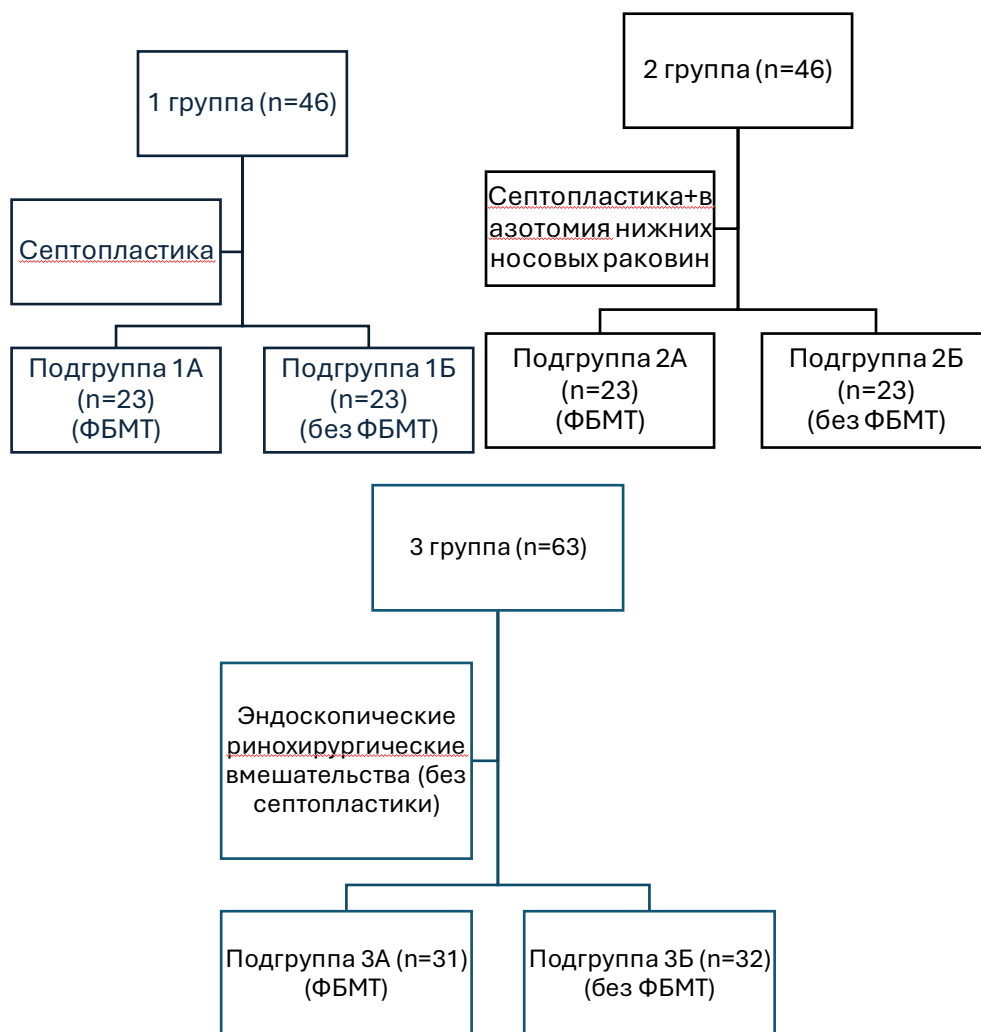 1 группа (n=46)
Септопластика
Подгруппа 1А
(n=23)
(ФБМТ)
Подгруппа 1Б
(n=23)
(без ФБМТ)
2 группа (n=46)
Септопластика+в
азотомия нижних
носовых раковин
Подгруппа 2А
(n=23)
(ФБМТ)
Подгруппа 2Б
(n=23)
(без ФБМТ)
3 группа (n=63)
Эндоскопические
ринохирургические
вмешательства (без
септопластики)
Подгруппа 3А (n=31)
(ФБМТ)
Подгруппа 3Б (n=32)
(без ФБМТ)